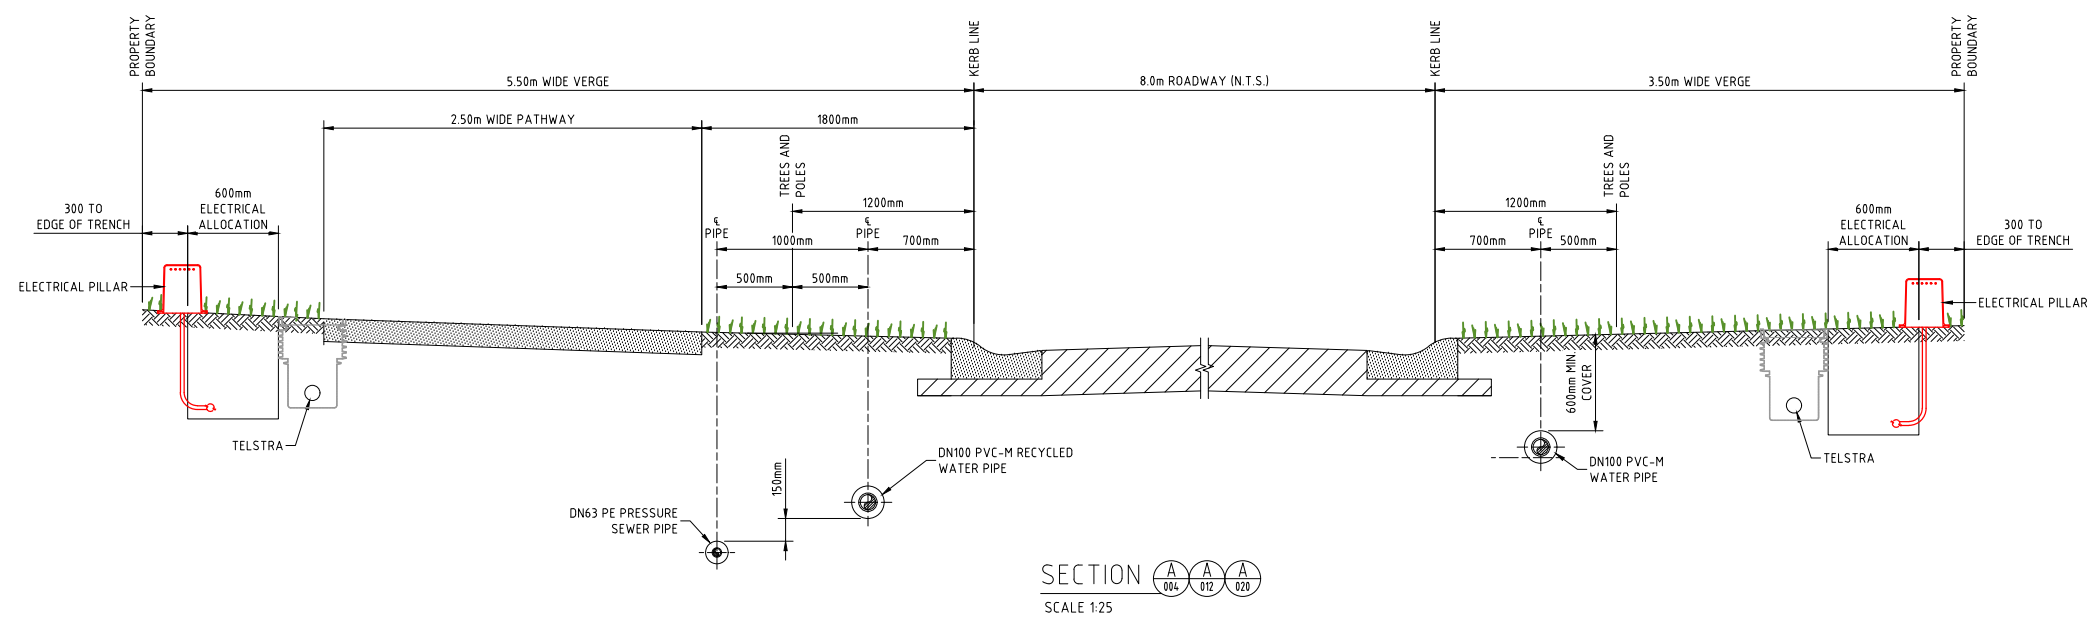 PROPERTY
BOUNDARY
KERB LINE
KERB LINE
PROPERTY
BOUNDARY
5.50m WIDE VERGE
8.0m ROADWAY (N.T.S.)
3.50m WIDE VERGE
2.50m WIDE PATHWAY
1800mm
TREES AND
POLES
TREES AND
POLES
600mm
ELECTRICAL
ALLOCATION
300 TO
EDGE OF TRENCH
1200mm
1200mm
℄
PIPE
℄
PIPE
℄
PIPE
1000mm
700mm
700mm
500mm
600mm
ELECTRICAL
ALLOCATION
300 TO
EDGE OF TRENCH
500mm
500mm
ELECTRICAL PILLAR
ELECTRICAL PILLAR
600mm MIN.
COVER
TELSTRA
TELSTRA
DN100 PVC-M RECYCLED
WATER PIPE
DN100 PVC-M
WATER PIPE
150mm
DN63 PE PRESSURE
SEWER PIPE
SECTION
A
004
A
012
A
020
SCALE 1:25